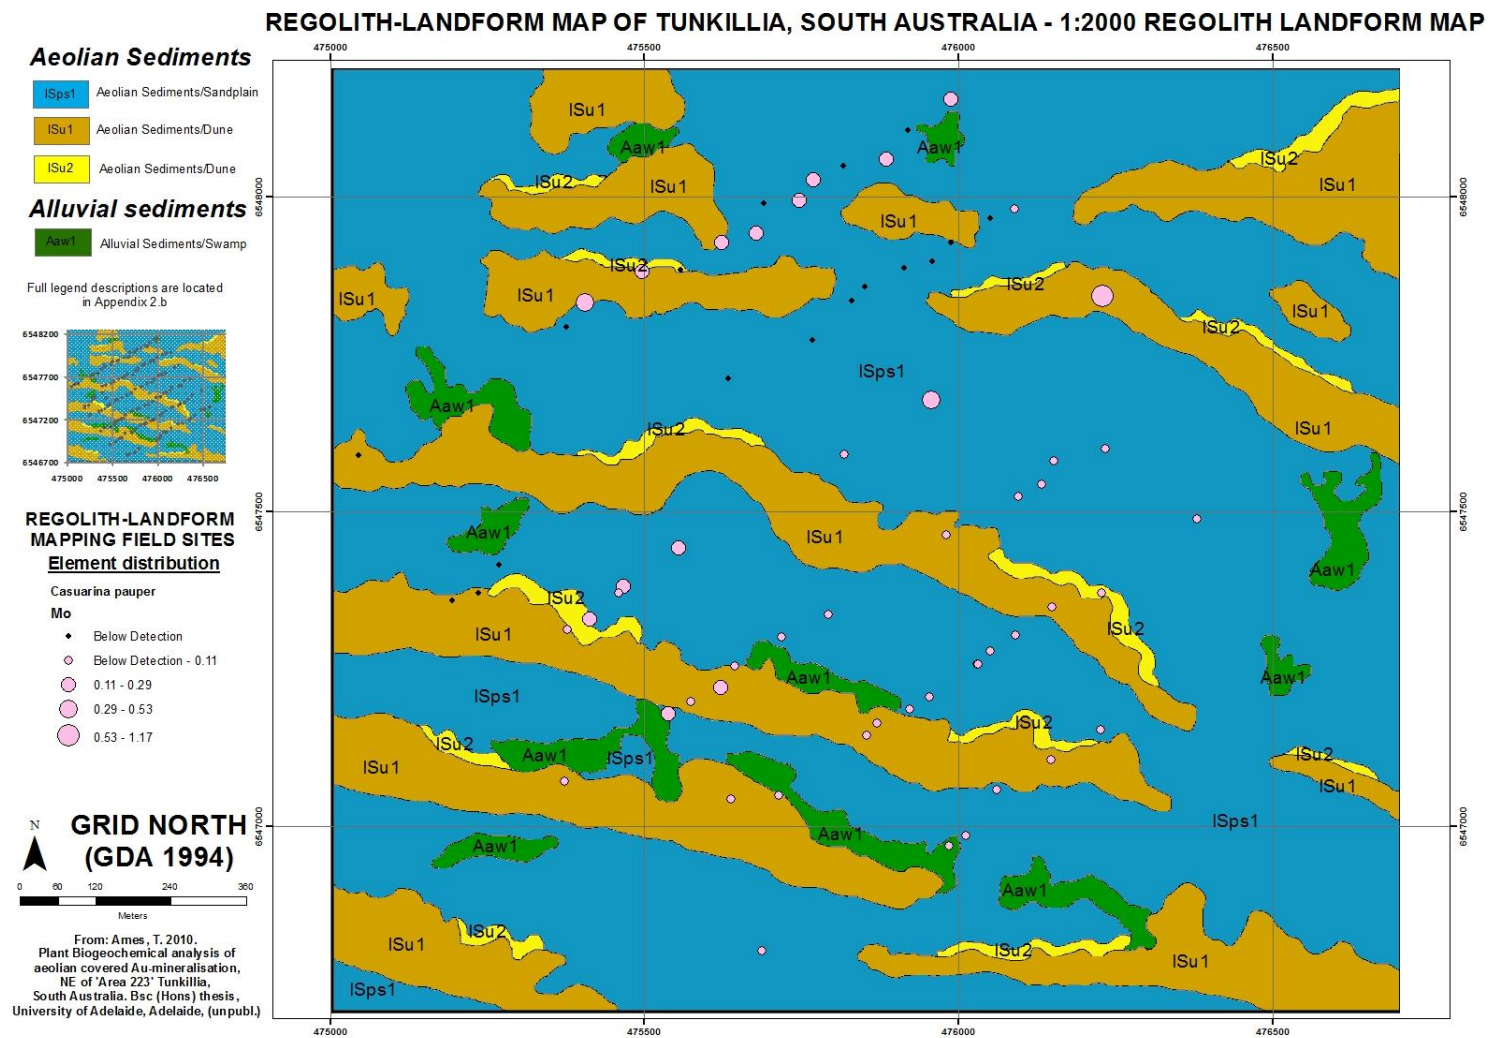 REGOLITH-LANDFORM MAP OF TUNKILLIA, SOUTH AUSTRALIA - 1:2000 REGOLITH LANDFORM MAP
475000 475500 476000 476500
Aeolian Sediments
ISps1 Aeolian Sediments/Sandplain
ISu1 Aeolian Sediments/Dune
ISu2 Aeolian Sediments/Dune
Alluvial sediments
Aaw1 Alluvial Sediments/Swamp
Full legend descriptions are located
in Appendix 2.b
6548200
6547700
6547200
6546700
475000 475500 476000 476500
REGOLITH-LANDFORM
MAPPING FIELD SITES
Element distribution
Casuarina pauper
Mo
Below Detection
Below Detection - 0.11
0.11 - 0.29
0.29 - 0.53
0.53 - 1.17
N
GRID NORTH
(GDA 1994)
0 60 120 240 360
Meters
From: Ames, T. 2010.
Plant Biogeochemical analysis of
aeolian covered Au-mineralisation,
NE of 'Area 223' Tunkillia,
South Australia. Bsc (Hons) thesis,
University of Adelaide, Adelaide, (unpubl.)
ISu1
Aaw1 Aaw1
ISu2 ISu1 ISu2 ISu1
6548000 6548000
ISu1
ISu2 ISu2
ISu1 ISu1 ISu1
ISu2
ISps1
Aaw1
ISu2 ISu1
6547500 6547500
Aaw1 ISu1
Aaw1
ISu2
ISu1 ISu2
Aaw1 Aaw1
ISps1
ISu2
ISu2 Aaw1 ISps1 ISu2
ISu1 ISu1
ISps1
6547000 6547000
Aaw1
Aaw1
Aaw1
ISu2
ISu1 ISu2 ISu1
ISps1
475000 475500 476000 476500